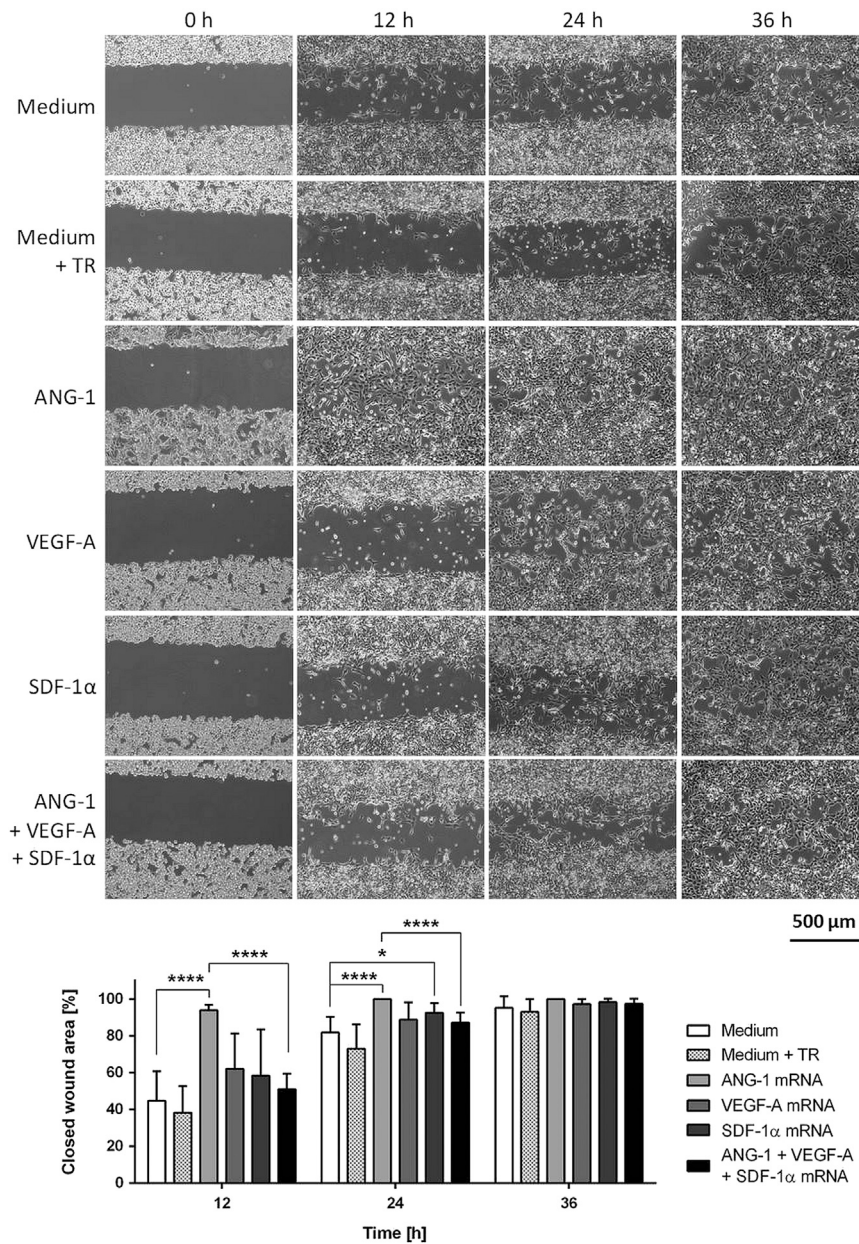 0 h 12 h 24 h 36 h
Medium
Medium
+ TR
ANG-1
VEGF-A
SDF-1α
ANG-1
+ VEGF-A
+ SDF-1α
500 µm
****
**** * ****
****
Closed wound area [%]
100
80
60
40
20
0
12 24 36
Time [h]
Medium
Medium + TR
ANG-1 mRNA
VEGF-A mRNA
SDF-1α mRNA
ANG-1 + VEGF-A
+ SDF-1α mRNA